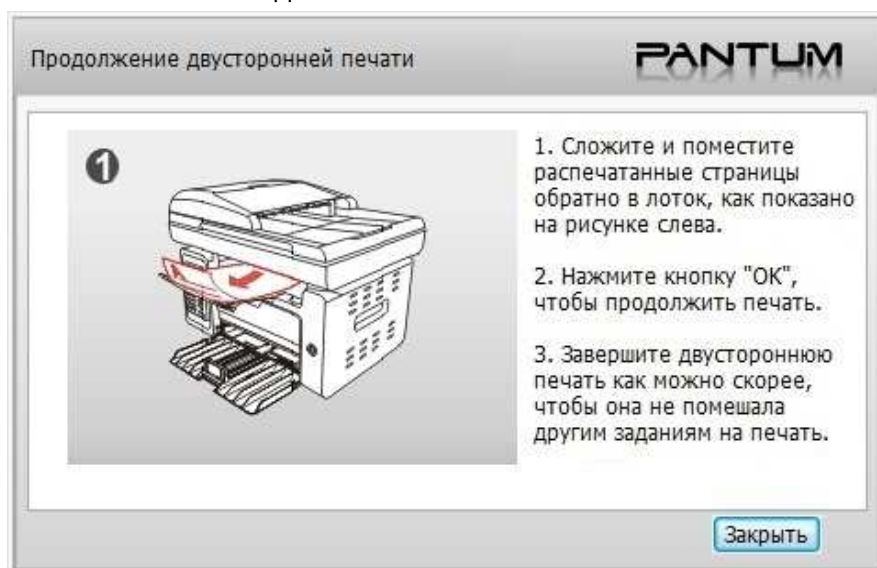 Продолжение двусторонней печати
PANTUM
1
1. Сложите и поместите
распечатанные страницы
обратно в лоток, как показано
на рисунке слева.
2. Нажмите кнопку "ОК",
чтобы продолжить печать.
3. Завершите двустороннюю
печать как можно скорее,
чтобы она не помешала
другим заданиям на печать.
Закрыть